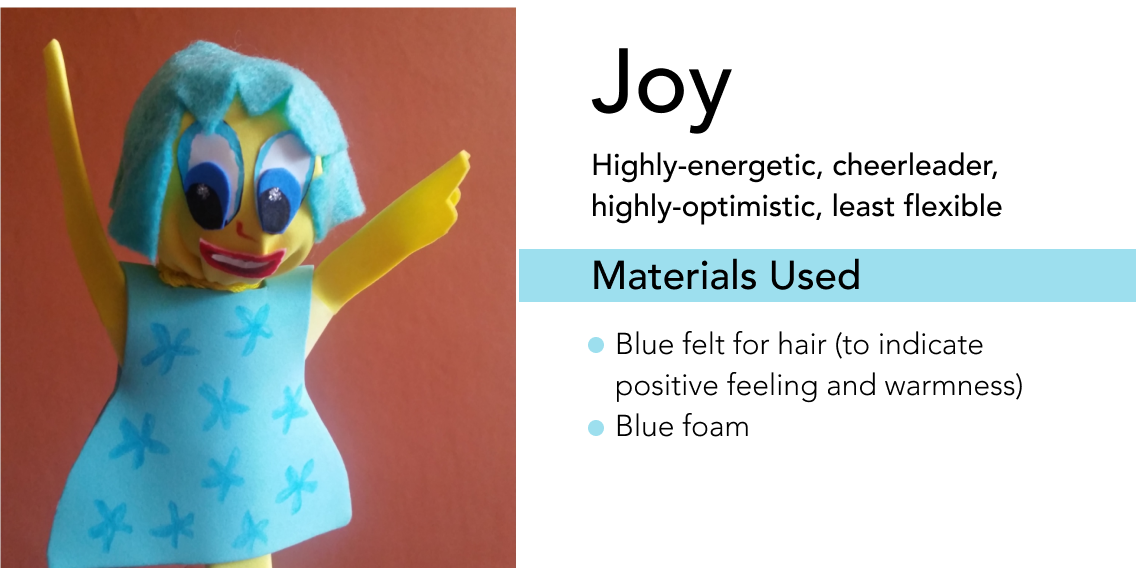 Joy
Highly-energetic, cheerleader,
highly-optimistic, least flexible
Materials Used
Blue felt for hair (to indicate
positive feeling and warmness)
Blue foam